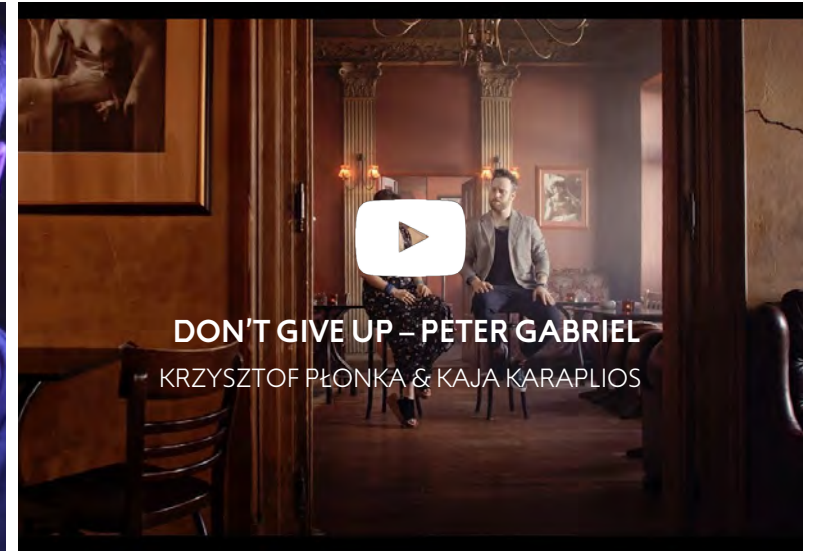 DON'T GIVE UP – PETER GABRIEL
KRZYSZTOF PŁONKA & KAJA KARAPLIOS